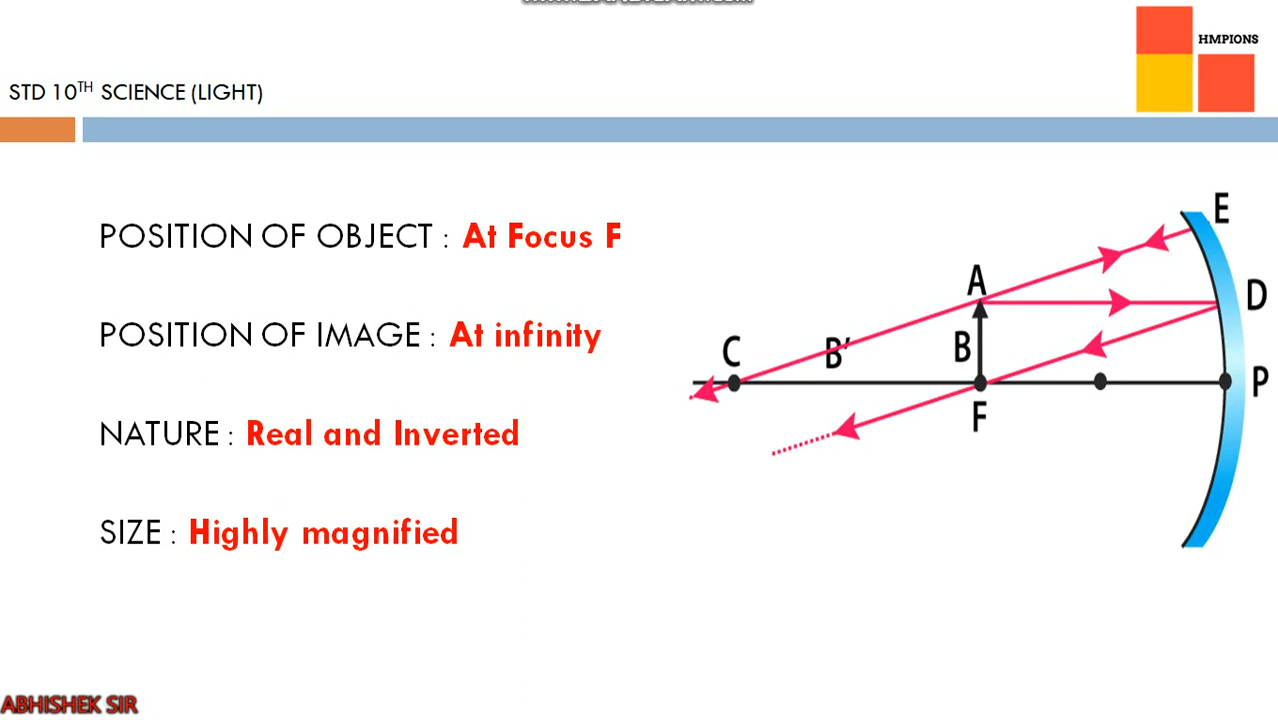 HMPIONS
STD 10TH SCIENCE (LIGHT)
POSITION OF OBJECT : At Focus F
POSITION OF IMAGE : At infinity
NATURE : Real and Inverted
SIZE : Highly magnified
E
A
D
C
B'
B
P
F
ABHISHEK SIR